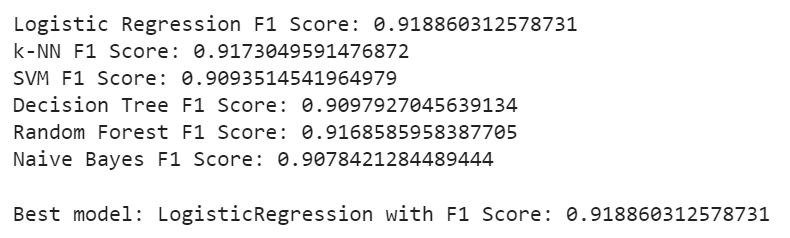 Logistic Regression F1 Score: 0.918860312578731
k-NN F1 Score: 0.9173049591476872
SVM F1 Score: 0.9093514541964979
Decision Tree F1 Score: 0.9097927045639134
Random Forest F1 Score: 0.9168585958387705
Naive Bayes F1 Score: 0.9078421284489444
Best model: LogisticRegression with F1 Score: 0.918860312578731